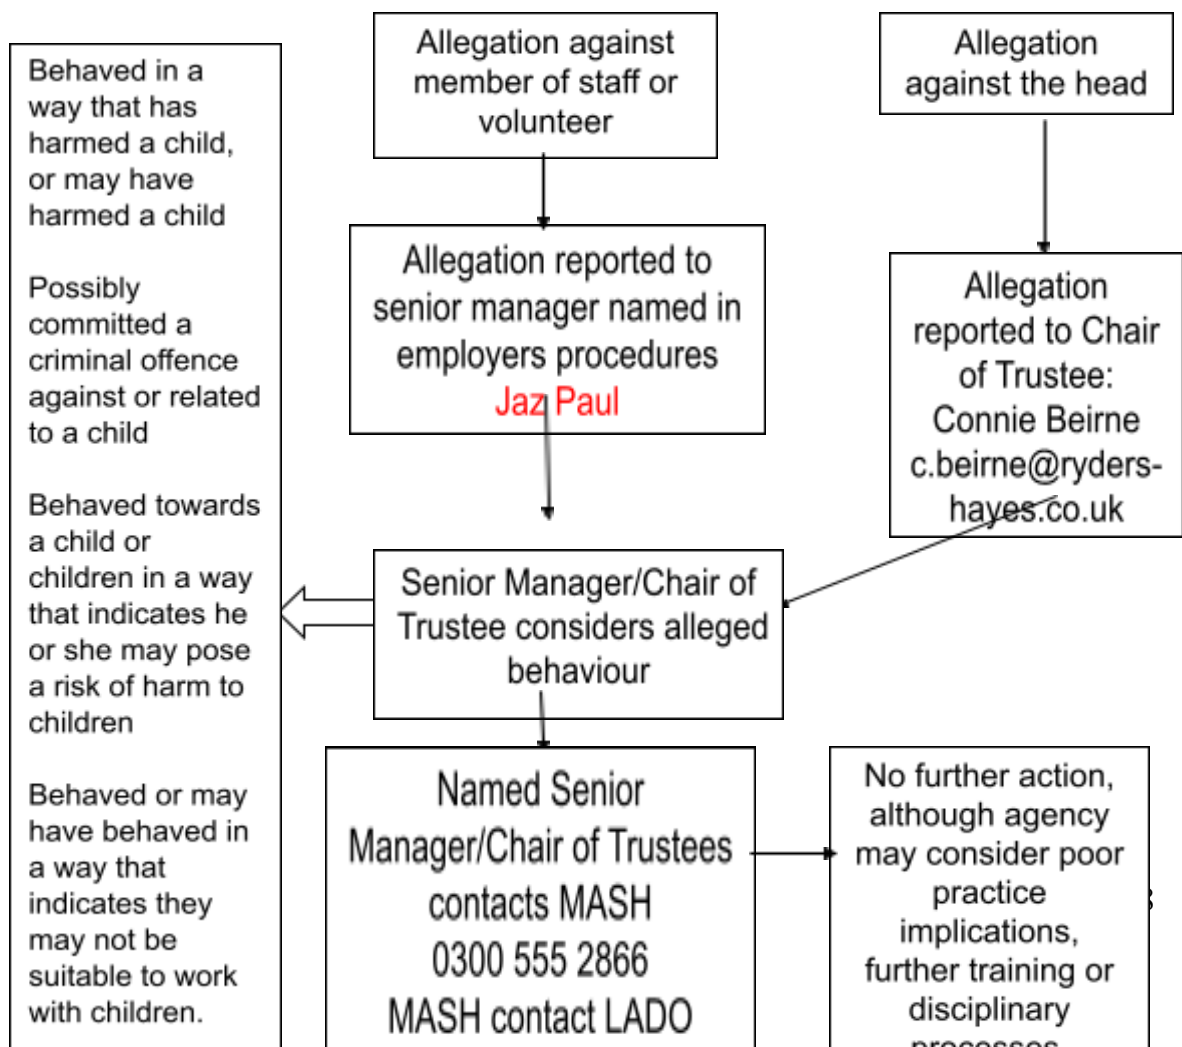 Behaved in a
way that has
harmed a child,
or may have
harmed a child
Possibly
committed a
criminal offence
against or related
to a child
Behaved towards
a child or
children in a way
that indicates he
or she may pose
a risk of harm to
children
Behaved or may
have behaved in
a way that
indicates they
may not be
suitable to work
with children.
Allegation against
member of staff or
volunteer
Allegation reported to
senior manager named in
employers procedures
Jaz Paul
Allegation
against the head
Allegation
reported to Chair
of Trustee:
Connie Beirne
c.beirne@ryders-
hayes.co.uk
Senior Manager/Chair of
Trustee considers alleged
behaviour
Named Senior
Manager/Chair of Trustees
contacts MASH
0300 555 2866
MASH contact LADO
No further action,
although agency
may consider poor
practice
implications,
further training or
disciplinary
processes